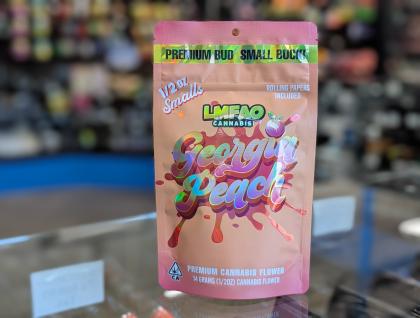 PREMIUM BUD SMALL BUCK
1/2 oz
Smalls
ROLLING PAPERS
INCLUDED
LMFAO
CANNABIS
Georgia
Peach
PREMIUM CANNABIS FLOWER
14 GRAMS (1/2OZ) CANNABIS FLOWER